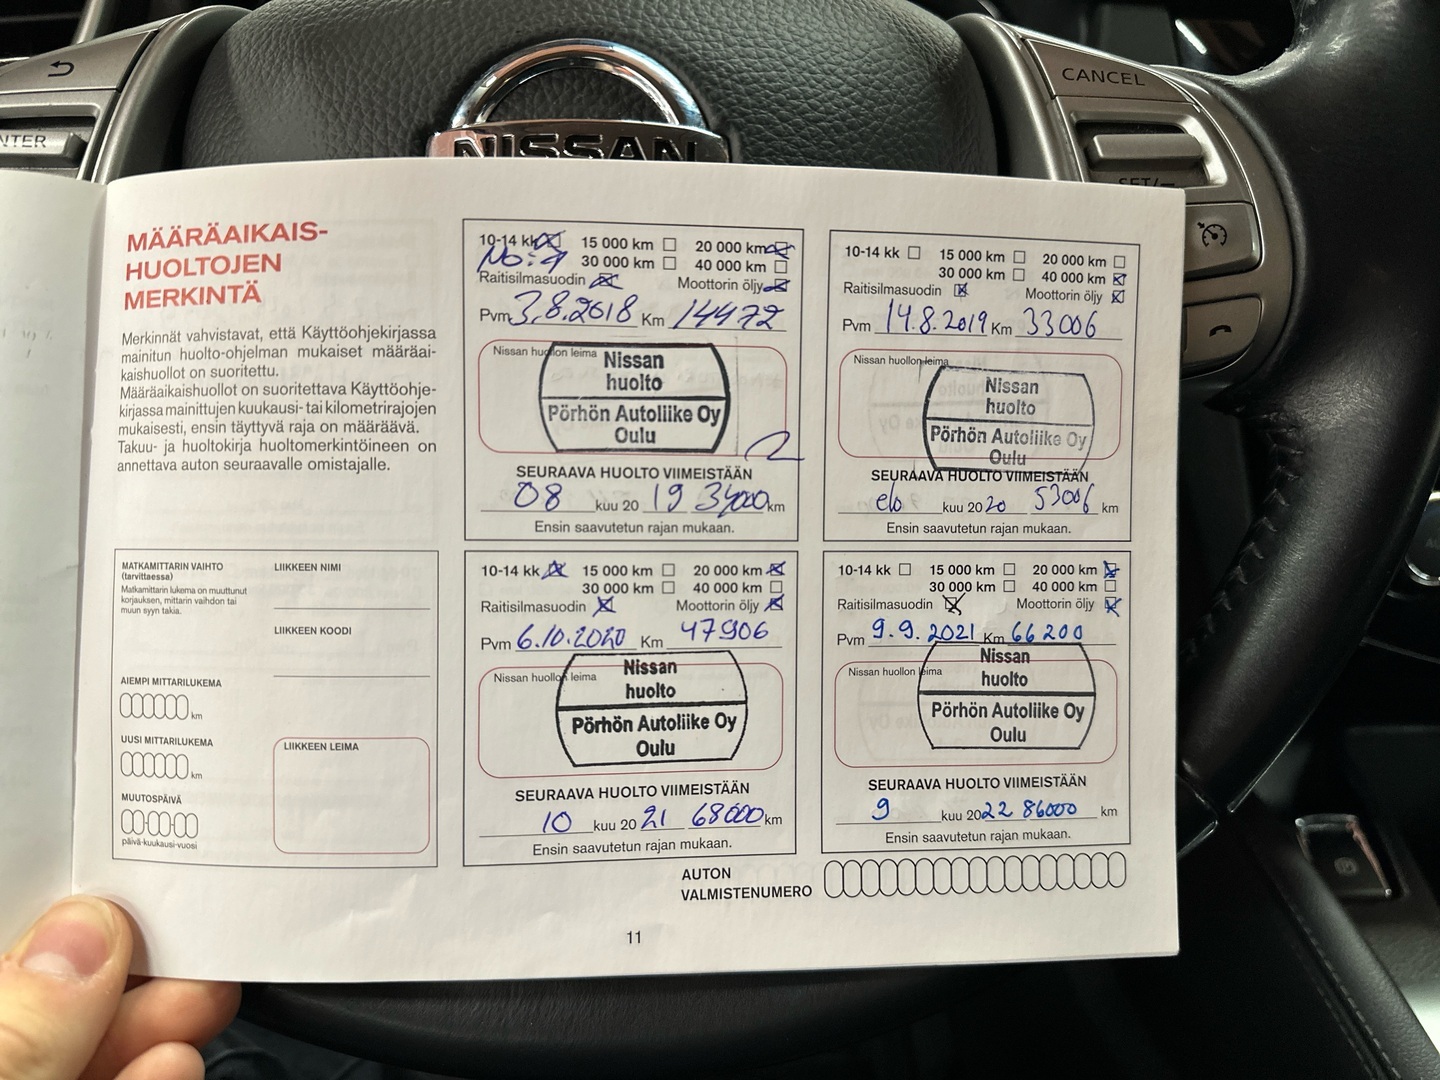 CANCEL
NTER
NISSAN
SET/–
MÄÄRÄAIKAIS-
HUOLTOJEN
MERKINTÄ
Merkinnät vahvistavat, että Käyttöohjekirjassa
mainitun huolto-ohjelman mukaiset määräai-
kaishuollot on suoritettu.
Määräaikaishuollot on suoritettava Käyttöohje-
kirjassa mainittujen kuukausi- tai kilometrirajojen
mukaisesti, ensin täyttyvä raja on määräävä.
Takuu- ja huoltokirja huoltomerkintöineen on
annettava auton seuraavalle omistajalle.
MATKAMITTARIN VAIHTO
(tarvittaessa)
Matkamittarin lukema on muuttunut
korjauksen, mittarin vaihdon tai
muun syyn takia.
AIEMPI MITTARILUKEMA
km
UUSI MITTARILUKEMA
km
MUUTOSPÄIVÄ
päivä-kuukausi-vuosi
LIIKKEEN NIMI
LIIKKEEN KOODI
LIIKKEEN LEIMA
10-14 kk 15 000 km 20 000 km
30 000 km 40 000 km
Raitisilmasuodin Moottorin öljy
Pvm 3.8.2018 Km 14472
Nissan huollon leima
Nissan
huolto
Pörhön Autoliike Oy
Oulu
SEURAAVA HUOLTO VIIMEISTÄÄN
08 kuu 20 19 34000 km
Ensin saavutetun rajan mukaan.
10-14 kk 15 000 km 20 000 km
30 000 km 40 000 km
Raitisilmasuodin Moottorin öljy
Pvm 14.8.2019 Km 33006
Nissan huollon leima
Nissan
huolto
Pörhön Autoliike Oy
Oulu
SEURAAVA HUOLTO VIIMEISTÄÄN
elo kuu 20 20 53006 km
Ensin saavutetun rajan mukaan.
10-14 kk 15 000 km 20 000 km
30 000 km 40 000 km
Raitisilmasuodin Moottorin öljy
Pvm 6.10.2020 Km 47906
Nissan huollon leima
Nissan
huolto
Pörhön Autoliike Oy
Oulu
SEURAAVA HUOLTO VIIMEISTÄÄN
10 kuu 20 21 68000 km
Ensin saavutetun rajan mukaan.
10-14 kk 15 000 km 20 000 km
30 000 km 40 000 km
Raitisilmasuodin Moottorin öljy
Pvm 9.9.2021 Km 66200
Nissan huollon leima
Nissan
huolto
Pörhön Autoliike Oy
Oulu
SEURAAVA HUOLTO VIIMEISTÄÄN
9 kuu 20 22 86000 km
Ensin saavutetun rajan mukaan.
AUTON
VALMISTENUMERO
11